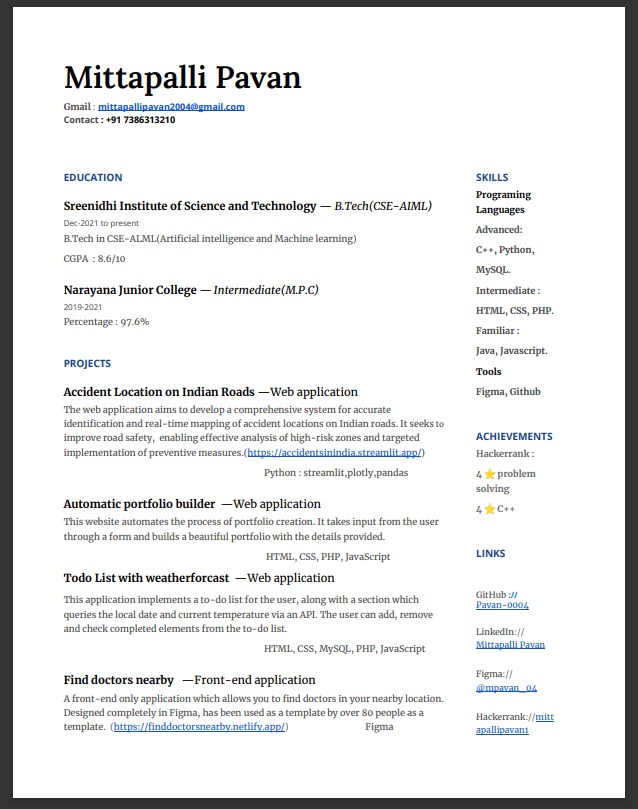 Mittapalli Pavan
Gmail : mittapallipavan2004@gmail.com
Contact : +91 7386313210
EDUCATION
Sreenidhi Institute of Science and Technology — B.Tech(CSE-AIML)
Dec-2021 to present
B.Tech in CSE-ALML(Artificial intelligence and Machine learning)
CGPA : 8.6/10
Narayana Junior College — Intermediate(M.P.C)
2019-2021
Percentage : 97.6%
PROJECTS
Accident Location on Indian Roads —Web application
The web application aims to develop a comprehensive system for accurate
identification and real-time mapping of accident locations on Indian roads. It seeks to
improve road safety, enabling effective analysis of high-risk zones and targeted
implementation of preventive measures.(https://accidentsinindia.streamlit.app/)
Python : streamlit,plotly,pandas
Automatic portfolio builder —Web application
This website automates the process of portfolio creation. It takes input from the user
through a form and builds a beautiful portfolio with the details provided.
HTML, CSS, PHP, JavaScript
Todo List with weatherforcast —Web application
This application implements a to-do list for the user, along with a section which
queries the local date and current temperature via an API. The user can add, remove
and check completed elements from the to-do list.
HTML, CSS, MySQL, PHP, JavaScript
Find doctors nearby —Front-end application
A front-end only application which allows you to find doctors in your nearby location.
Designed completely in Figma, has been used as a template by over 80 people as a
template. (https://finddoctorsnearby.netlify.app/) Figma
SKILLS
Programing
Languages
Advanced:
C++, Python,
MySQL.
Intermediate :
HTML, CSS, PHP.
Familiar :
Java, Javascript.
Tools
Figma, Github
ACHIEVEMENTS
Hackerrank :
4 ⭐ problem
solving
4 ⭐ C++
LINKS
GitHub ://
Pavan-0004
LinkedIn://
Mittapalli Pavan
Figma://
@mpavan_04
Hackerrank://mitt
apallipavan1